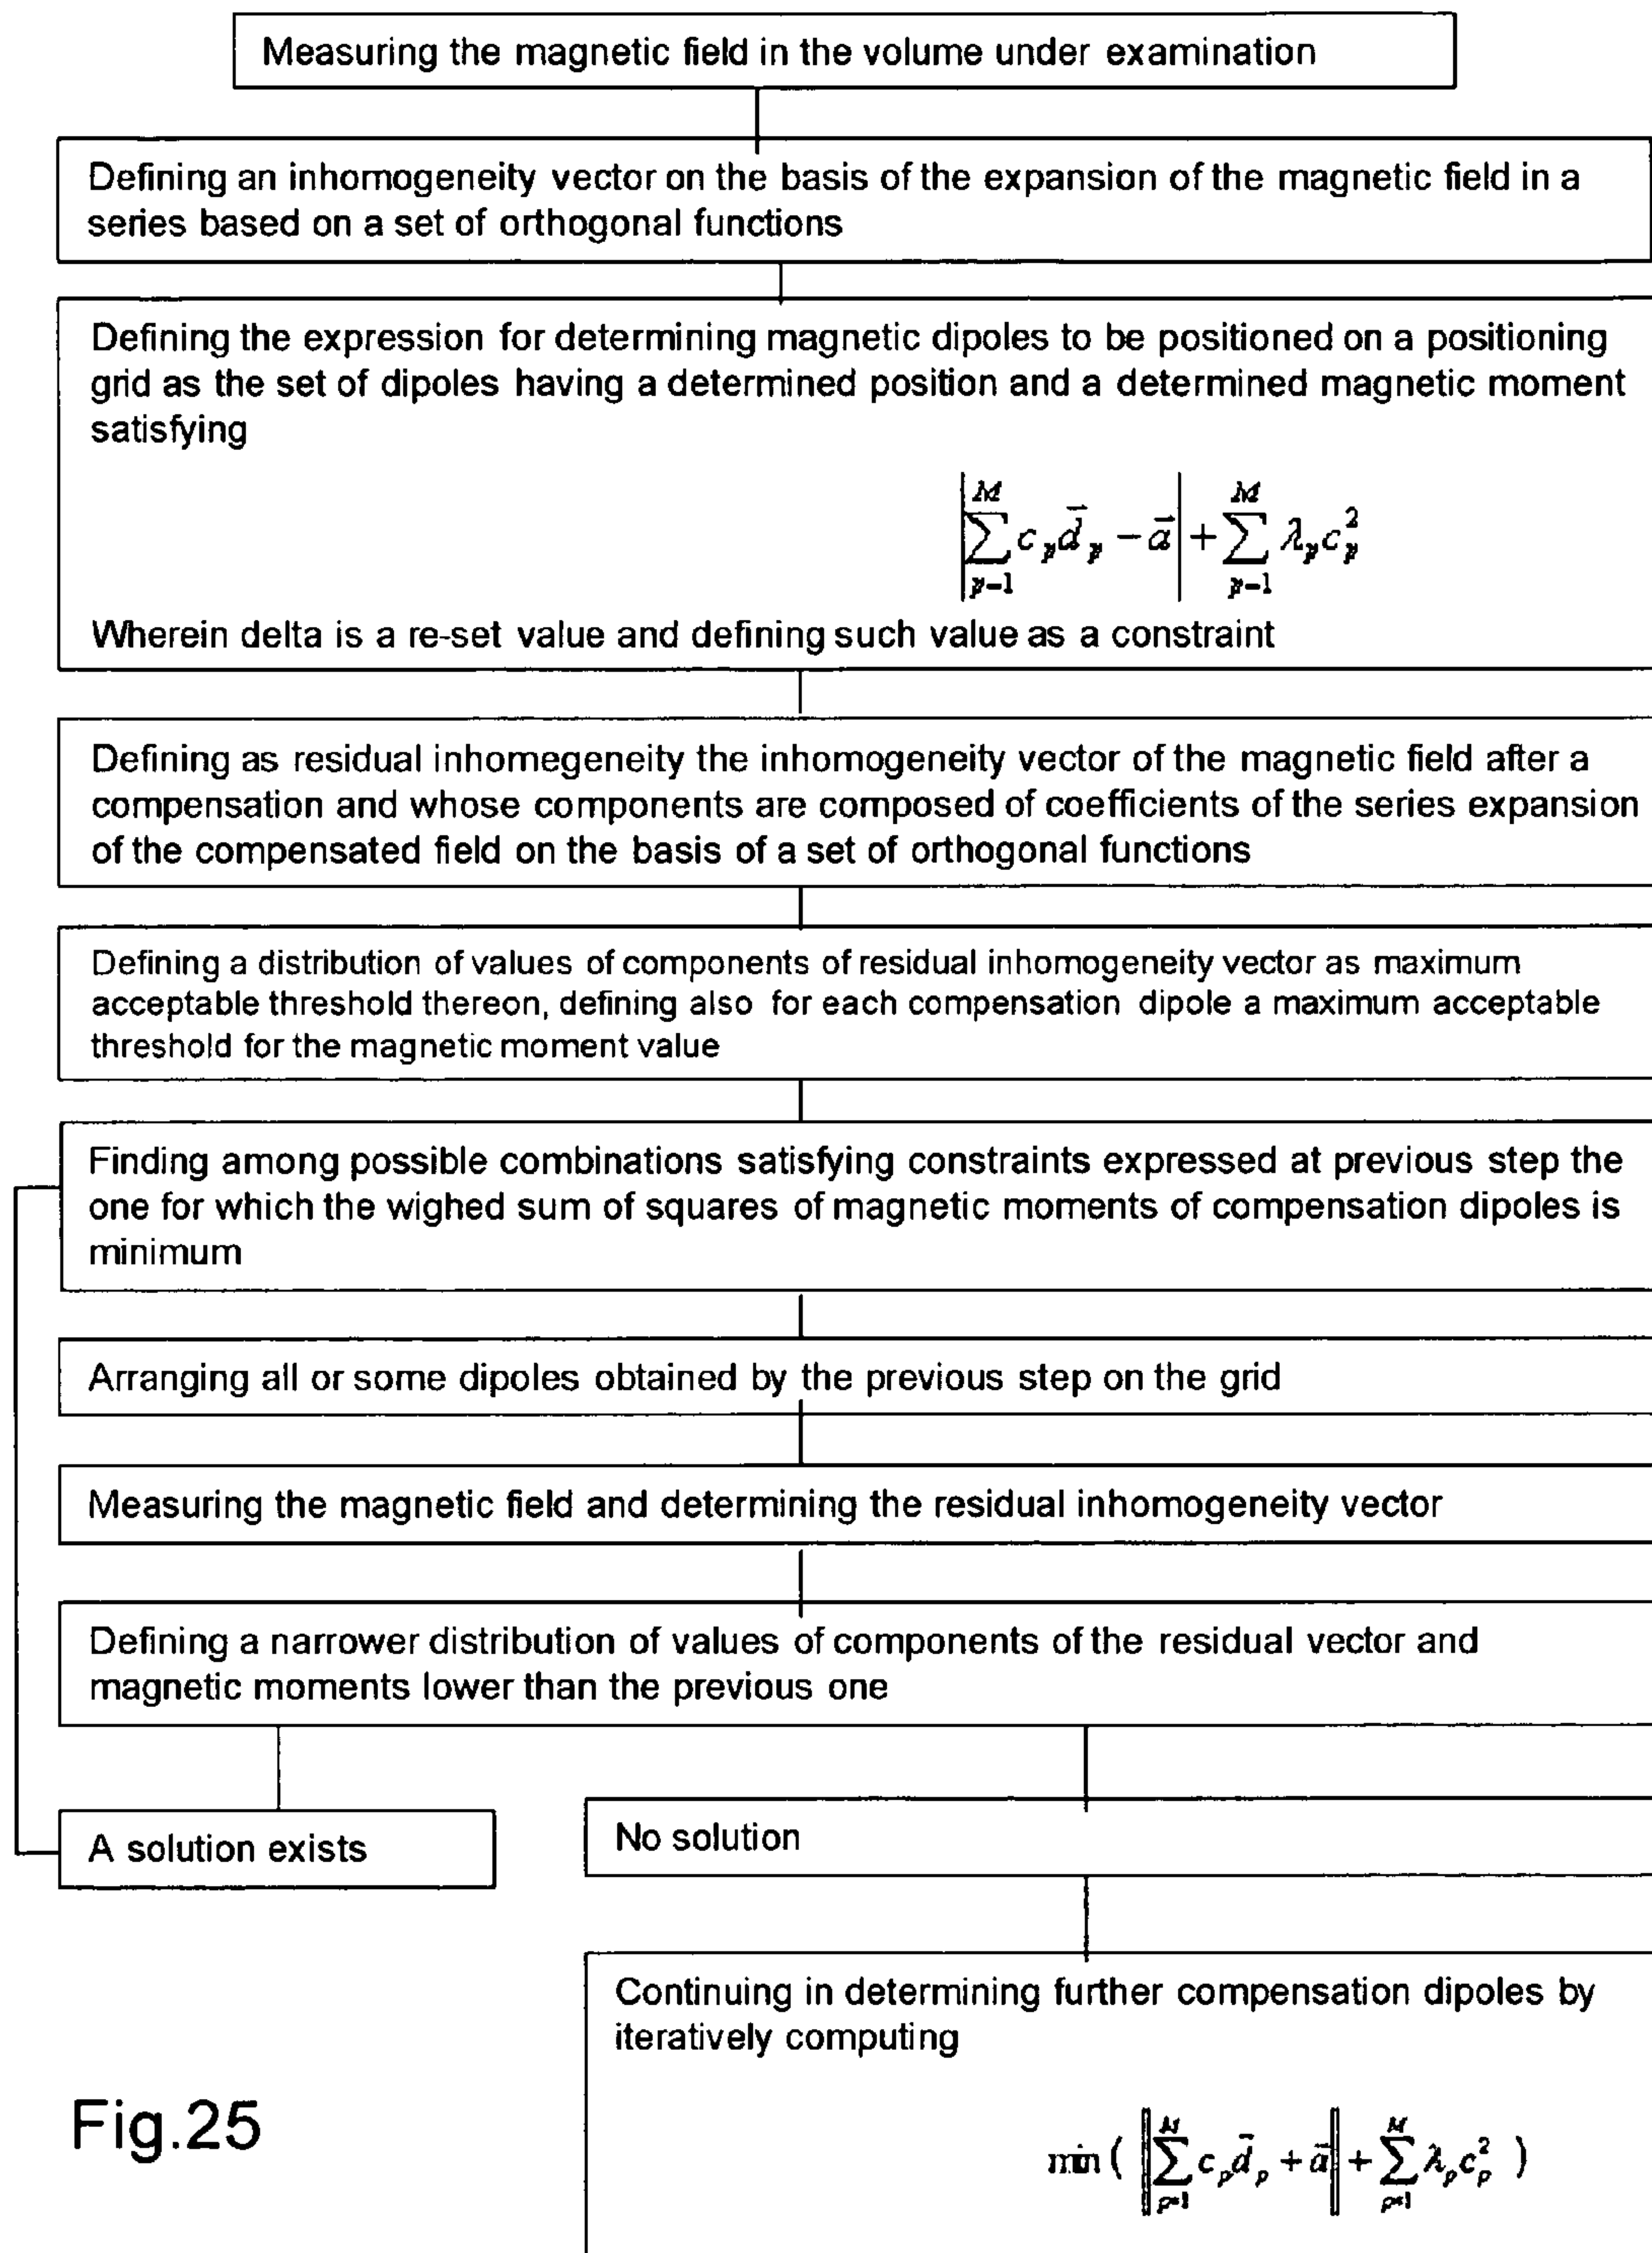 Measuring the magnetic field in the volume under examination
Defining an inhomogeneity vector on the basis of the expansion of the magnetic field in a
series based on a set of orthogonal functions
Defining the expression for determining magnetic dipoles to be positioned on a positioning
grid as the set of dipoles having a determined position and a determined magnetic moment
satisfying
|∑_{p=1}^{M} c_p d̄_p − ā| + ∑_{p=1}^{M} λ_p c_p^2
Wherein delta is a re-set value and defining such value as a constraint
Defining as residual inhomegeneity the inhomogeneity vector of the magnetic field after a
compensation and whose components are composed of coefficients of the series expansion
of the compensated field on the basis of a set of orthogonal functions
Defining a distribution of values of components of residual inhomogeneity vector as maximum
acceptable threshold thereon, defining also for each compensation dipole a maximum acceptable
threshold for the magnetic moment value
Finding among possible combinations satisfying constraints expressed at previous step the
one for which the wighed sum of squares of magnetic moments of compensation dipoles is
minimum
Arranging all or some dipoles obtained by the previous step on the grid
Measuring the magnetic field and determining the residual inhomogeneity vector
Defining a narrower distribution of values of components of the residual vector and
magnetic moments lower than the previous one
A solution exists
No solution
Continuing in determining further compensation dipoles by
iteratively computing
min ( ‖∑_{p=1}^{M} c_p d̄_p + ā‖ + ∑_{p=1}^{M} λ_p c_p^2 )
Fig.25